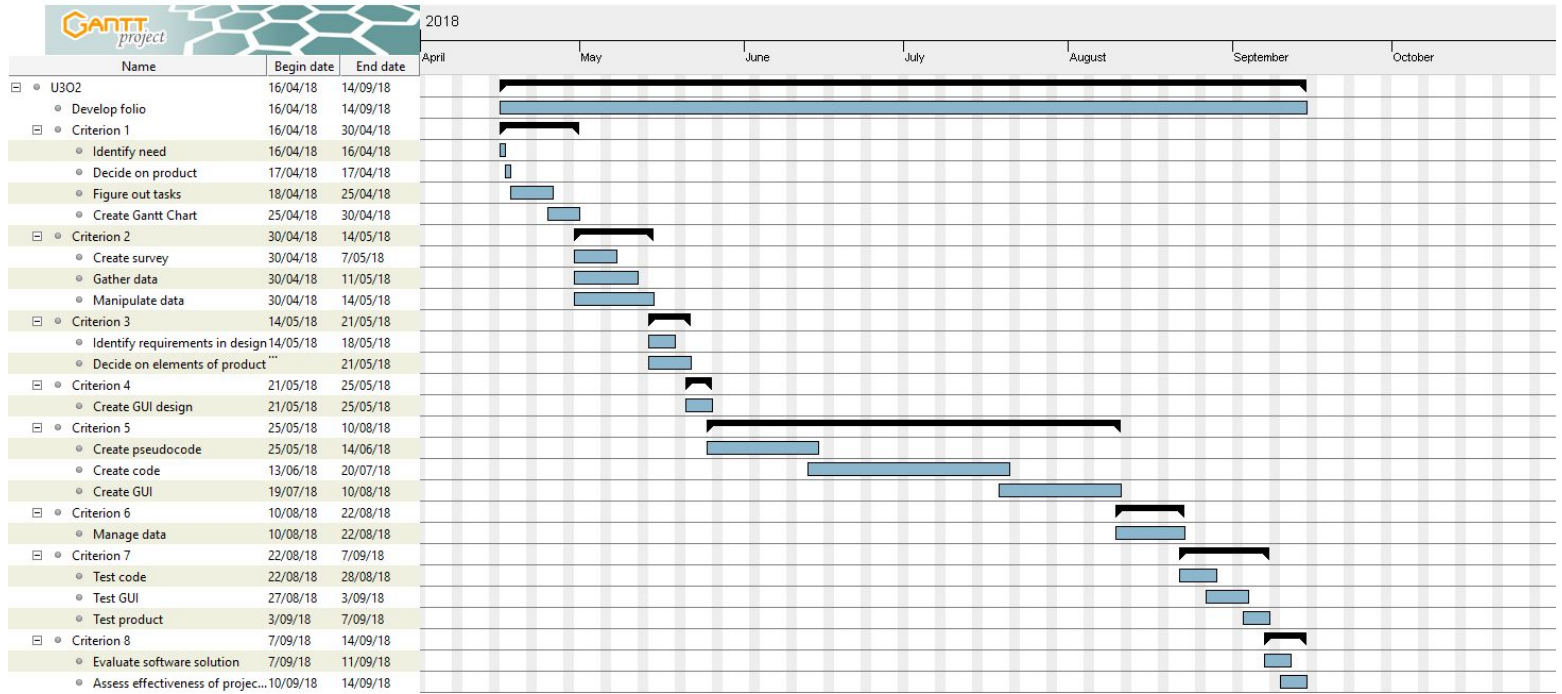 GANTT project
2018
April May June July August September October
Name Begin date End date
U3O2 16/04/18 14/09/18
Develop folio 16/04/18 14/09/18
Criterion 1 16/04/18 30/04/18
Identify need 16/04/18 16/04/18
Decide on product 17/04/18 17/04/18
Figure out tasks 18/04/18 25/04/18
Create Gantt Chart 25/04/18 30/04/18
Criterion 2 30/04/18 14/05/18
Create survey 30/04/18 7/05/18
Gather data 30/04/18 11/05/18
Manipulate data 30/04/18 14/05/18
Criterion 3 14/05/18 21/05/18
Identify requirements in design 14/05/18 18/05/18
Decide on elements of product ... 21/05/18
Criterion 4 21/05/18 25/05/18
Create GUI design 21/05/18 25/05/18
Criterion 5 25/05/18 10/08/18
Create pseudocode 25/05/18 14/06/18
Create code 13/06/18 20/07/18
Create GUI 19/07/18 10/08/18
Criterion 6 10/08/18 22/08/18
Manage data 10/08/18 22/08/18
Criterion 7 22/08/18 7/09/18
Test code 22/08/18 28/08/18
Test GUI 27/08/18 3/09/18
Test product 3/09/18 7/09/18
Criterion 8 7/09/18 14/09/18
Evaluate software solution 7/09/18 11/09/18
Assess effectiveness of projec... 10/09/18 14/09/18